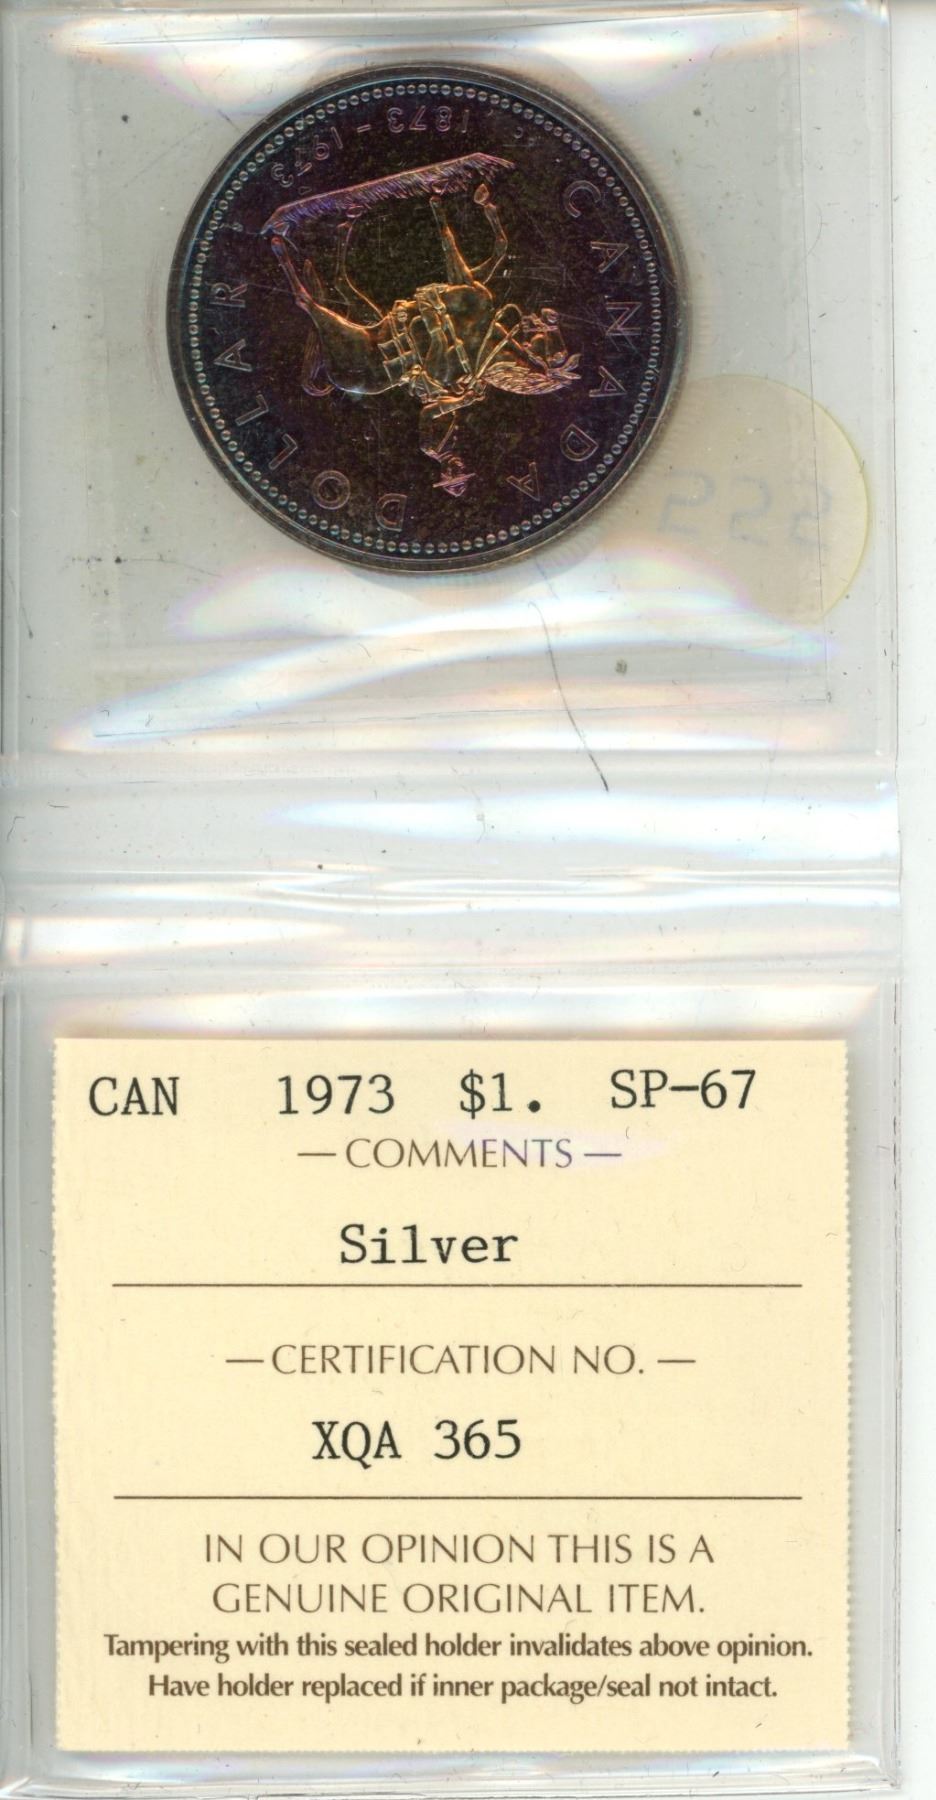 CANADA
DOLLAR
1873-1973
555
CAN 1973 $1. SP-67
— COMMENTS —
Silver
— CERTIFICATION NO. —
XQA 365
IN OUR OPINION THIS IS A
GENUINE ORIGINAL ITEM.
Tampering with this sealed holder invalidates above opinion.
Have holder replaced if inner package/seal not intact.